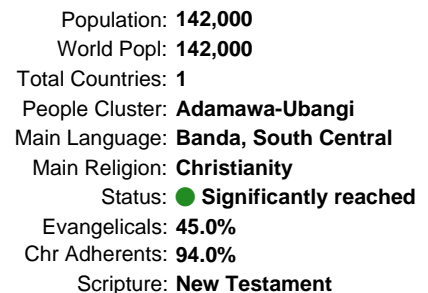 Population: 142,000
World Popl: 142,000
Total Countries: 1
People Cluster: Adamawa-Ubangi
Main Language: Banda, South Central
Main Religion: Christianity
Status: Significantly reached
Evangelicals: 45.0%
Chr Adherents: 94.0%
Scripture: New Testament